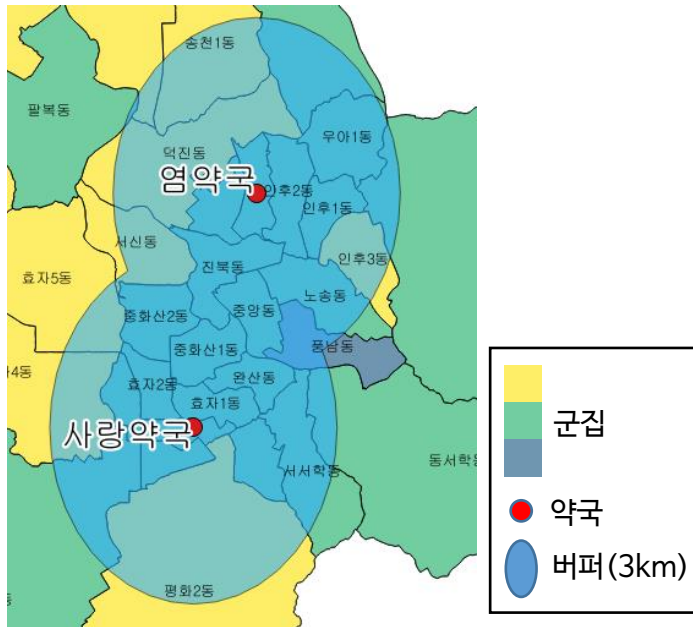 송천1동
팔복동
우아1동
덕진동
염약국
인후2동
인후1동
서신동
인후3동
진북동
효자5동
노송동
중화산2동
중앙동
풍남동
중화산1동
4동
완산동
효자2동
효자1동
사랑약국
서서학동
동서학동
평화2동
군집
약국
버퍼(3km)